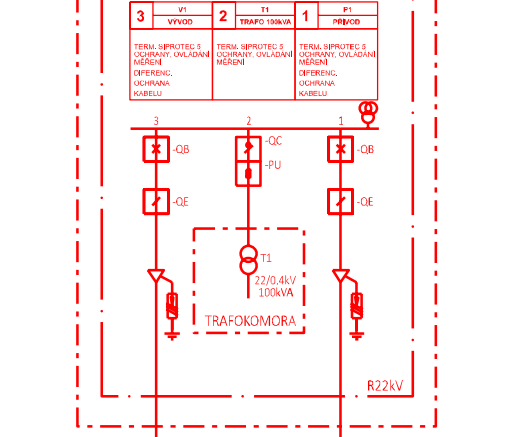 3 V1 2 T1 1 P1
VÝVOD TRAFO 100kVA PŘÍVOD
TERM. SIPROTEC 5 TERM. SIPROTEC 5 TERM. SIPROTEC 5
OCHRANY, OVLÁDÁNÍ OCHRANY, OVLÁDÁNÍ OCHRANY, OVLÁDÁNÍ
MĚŘENÍ MĚŘENÍ MĚŘENÍ
DIFERENC. DIFERENC.
OCHRANA OCHRANA
KABELU KABELU
3 2 1
-QB -QC -QB
-PU
-QE -QE
T1
22/0.4kV
100kVA
TRAFOKOMORA
R22kV